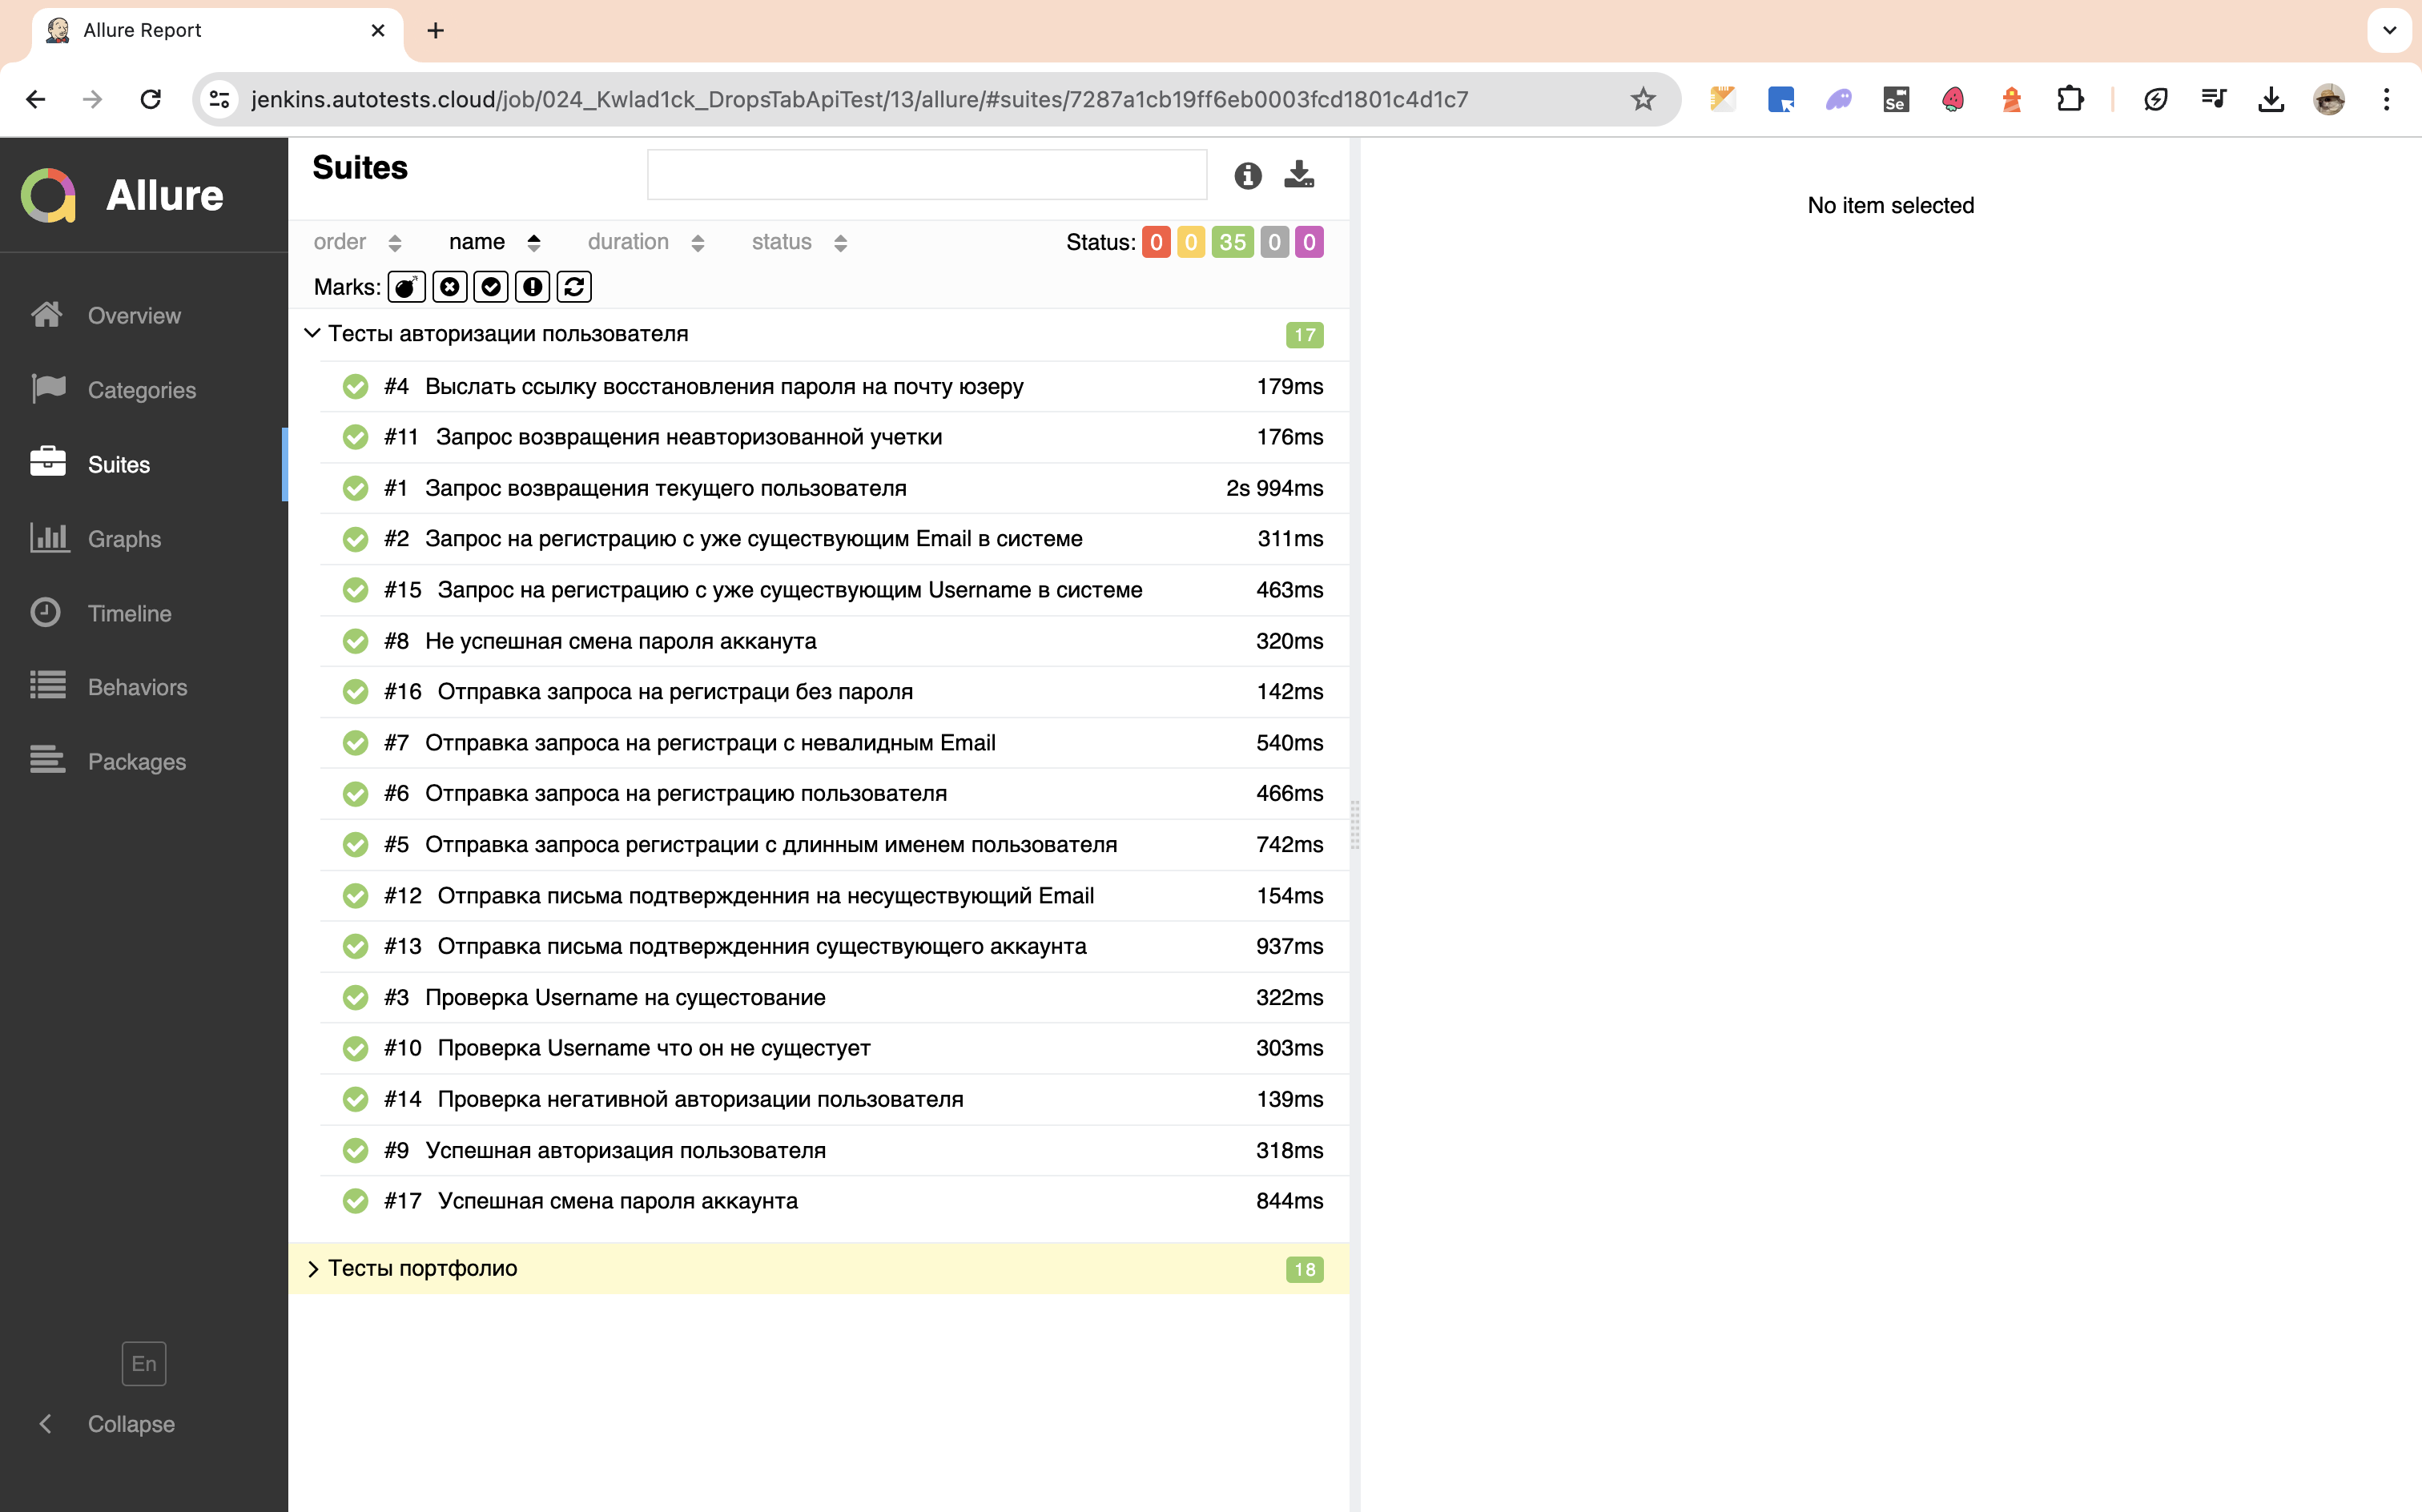 Allure Report
jenkins.autotests.cloud/job/024_Kwlad1ck_DropsTabApiTest/13/allure/#suites/7287a1cb19ff6eb0003fcd1801c4d1c7
Se
Allure
Overview
Categories
Suites
Graphs
Timeline
Behaviors
Packages
En
Collapse
Suites
order name duration status Status: 0 0 35 0 0
Marks:
Тесты авторизации пользователя 17
#4 Выслать ссылку восстановления пароля на почту юзеру 179ms
#11 Запрос возвращения неавторизованной учетки 176ms
#1 Запрос возвращения текущего пользователя 2s 994ms
#2 Запрос на регистрацию с уже существующим Email в системе 311ms
#15 Запрос на регистрацию с уже существующим Username в системе 463ms
#8 Не успешная смена пароля акканута 320ms
#16 Отправка запроса на регистраци без пароля 142ms
#7 Отправка запроса на регистраци с невалидным Email 540ms
#6 Отправка запроса на регистрацию пользователя 466ms
#5 Отправка запроса регистрации с длинным именем пользователя 742ms
#12 Отправка письма подтвержденния на несуществующий Email 154ms
#13 Отправка письма подтвержденния существующего аккаунта 937ms
#3 Проверка Username на сущестование 322ms
#10 Проверка Username что он не сущестует 303ms
#14 Проверка негативной авторизации пользователя 139ms
#9 Успешная авторизация пользователя 318ms
#17 Успешная смена пароля аккаунта 844ms
Тесты портфолио 18
No item selected